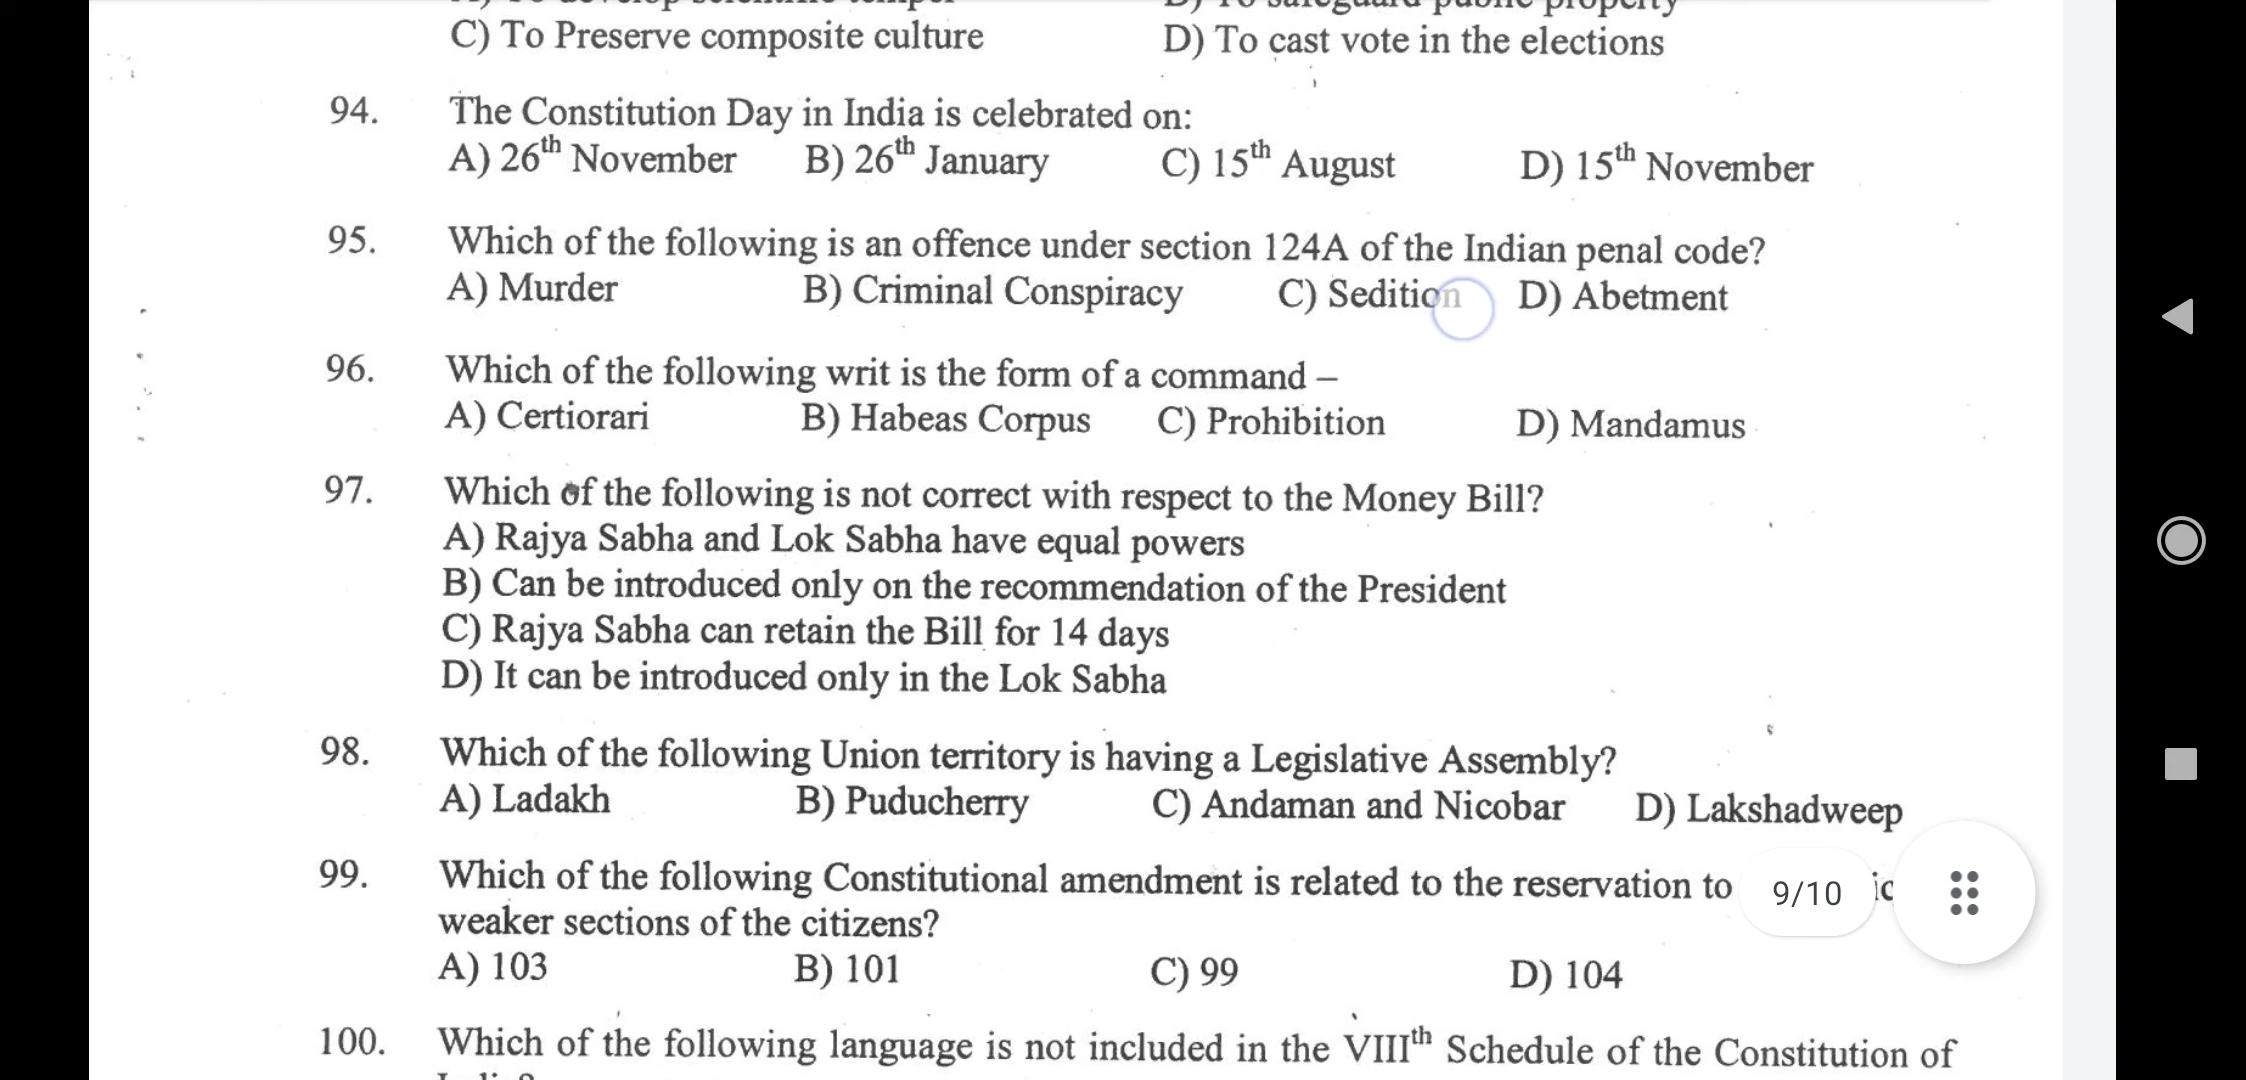 C) To Preserve composite culture D) To cast vote in the elections
94. The Constitution Day in India is celebrated on:
A) 26th November B) 26th January C) 15th August D) 15th November
95. Which of the following is an offence under section 124A of the Indian penal code?
A) Murder B) Criminal Conspiracy C) Sedition D) Abetment
96. Which of the following writ is the form of a command –
A) Certiorari B) Habeas Corpus C) Prohibition D) Mandamus
97. Which of the following is not correct with respect to the Money Bill?
A) Rajya Sabha and Lok Sabha have equal powers
B) Can be introduced only on the recommendation of the President
C) Rajya Sabha can retain the Bill for 14 days
D) It can be introduced only in the Lok Sabha
98. Which of the following Union territory is having a Legislative Assembly?
A) Ladakh B) Puducherry C) Andaman and Nicobar D) Lakshadweep
99. Which of the following Constitutional amendment is related to the reservation to
9/10
weaker sections of the citizens?
A) 103 B) 101 C) 99 D) 104
100. Which of the following language is not included in the VIIIth Schedule of the Constitution of